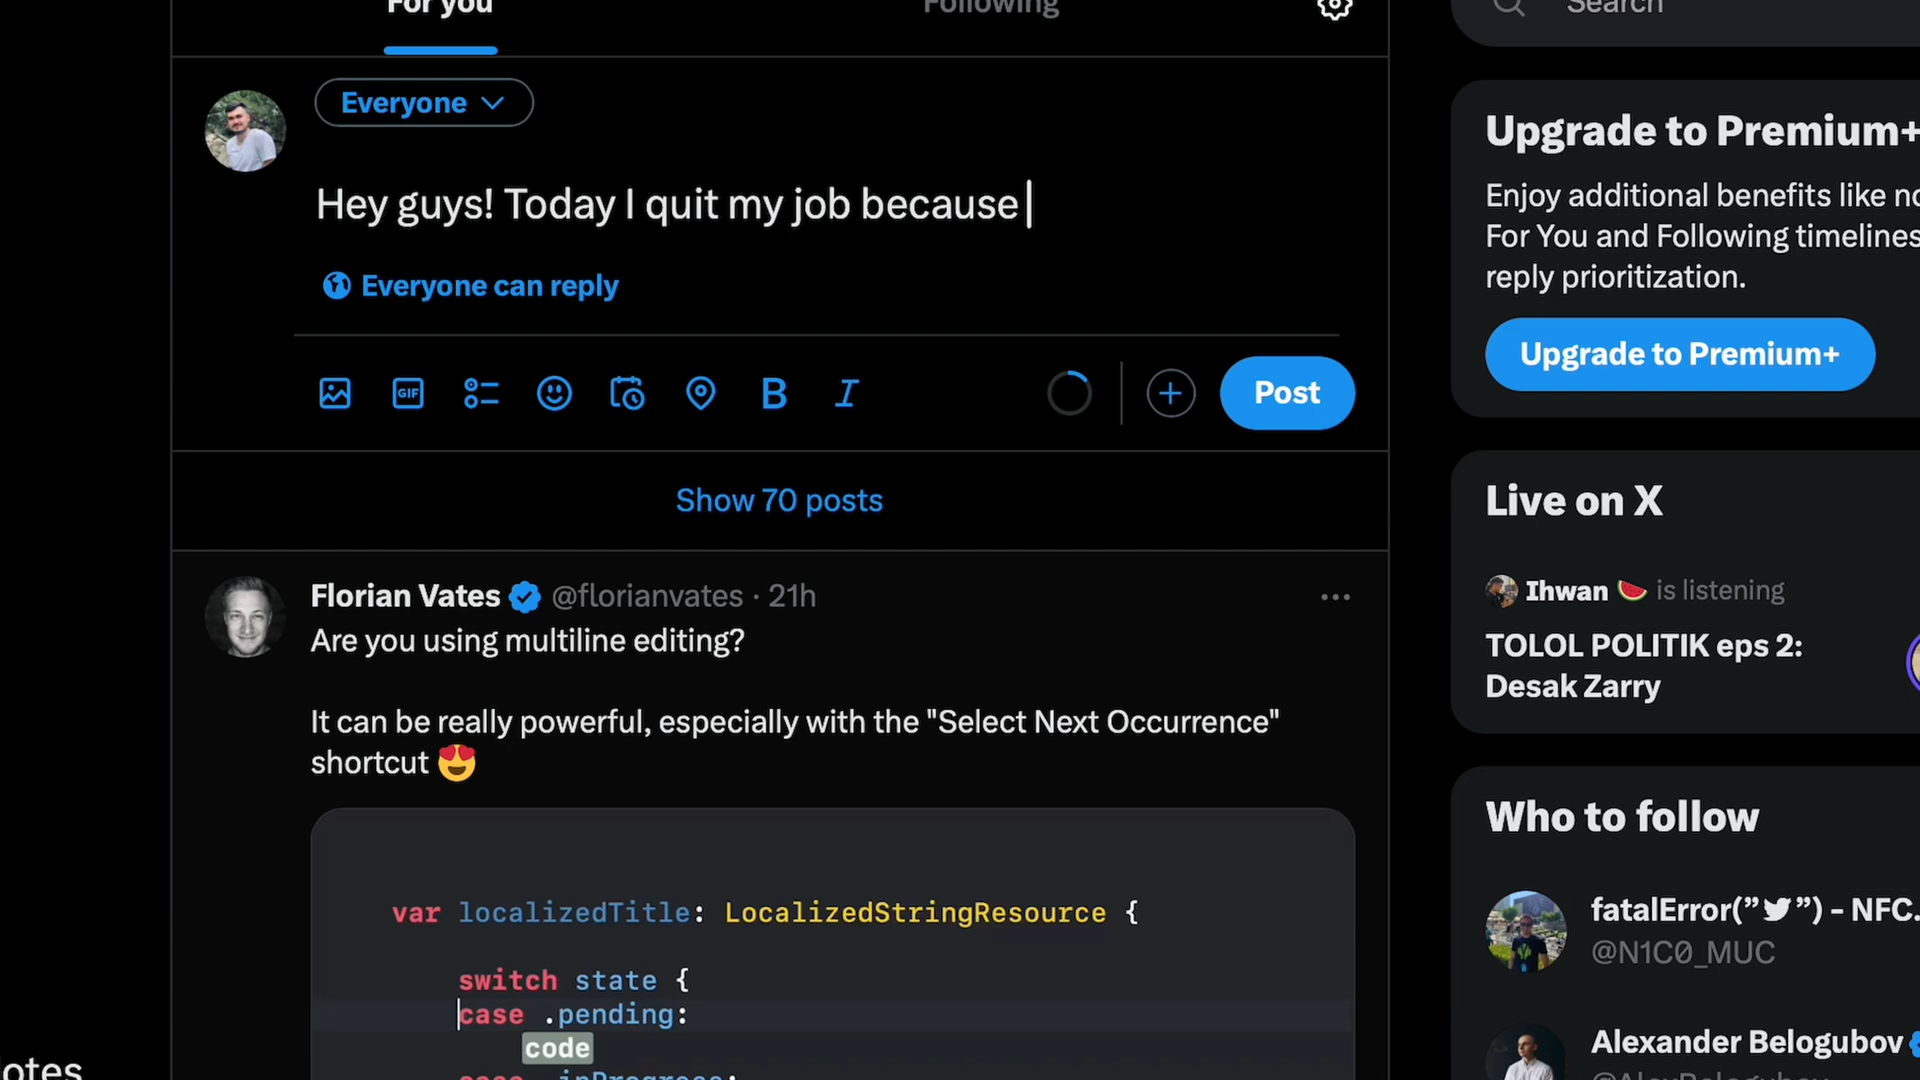 For you
Following
Search
Everyone
Hey guys! Today I quit my job because
Everyone can reply
GIF
B
I
Post
Show 70 posts
Florian Vates @florianvates · 21h
Are you using multiline editing?
It can be really powerful, especially with the "Select Next Occurrence"
shortcut 😍
var localizedTitle: LocalizedStringResource {
switch state {
case .pending:
code
case .inProgress:
Upgrade to Premium+
Enjoy additional benefits like no
For You and Following timelines
reply prioritization.
Upgrade to Premium+
Live on X
Ihwan 🍉 is listening
TOLOL POLITIK eps 2:
Desak Zarry
Who to follow
fatalError(”🐦”) - NFC.
@N1C0_MUC
Alexander Belogubov
otes